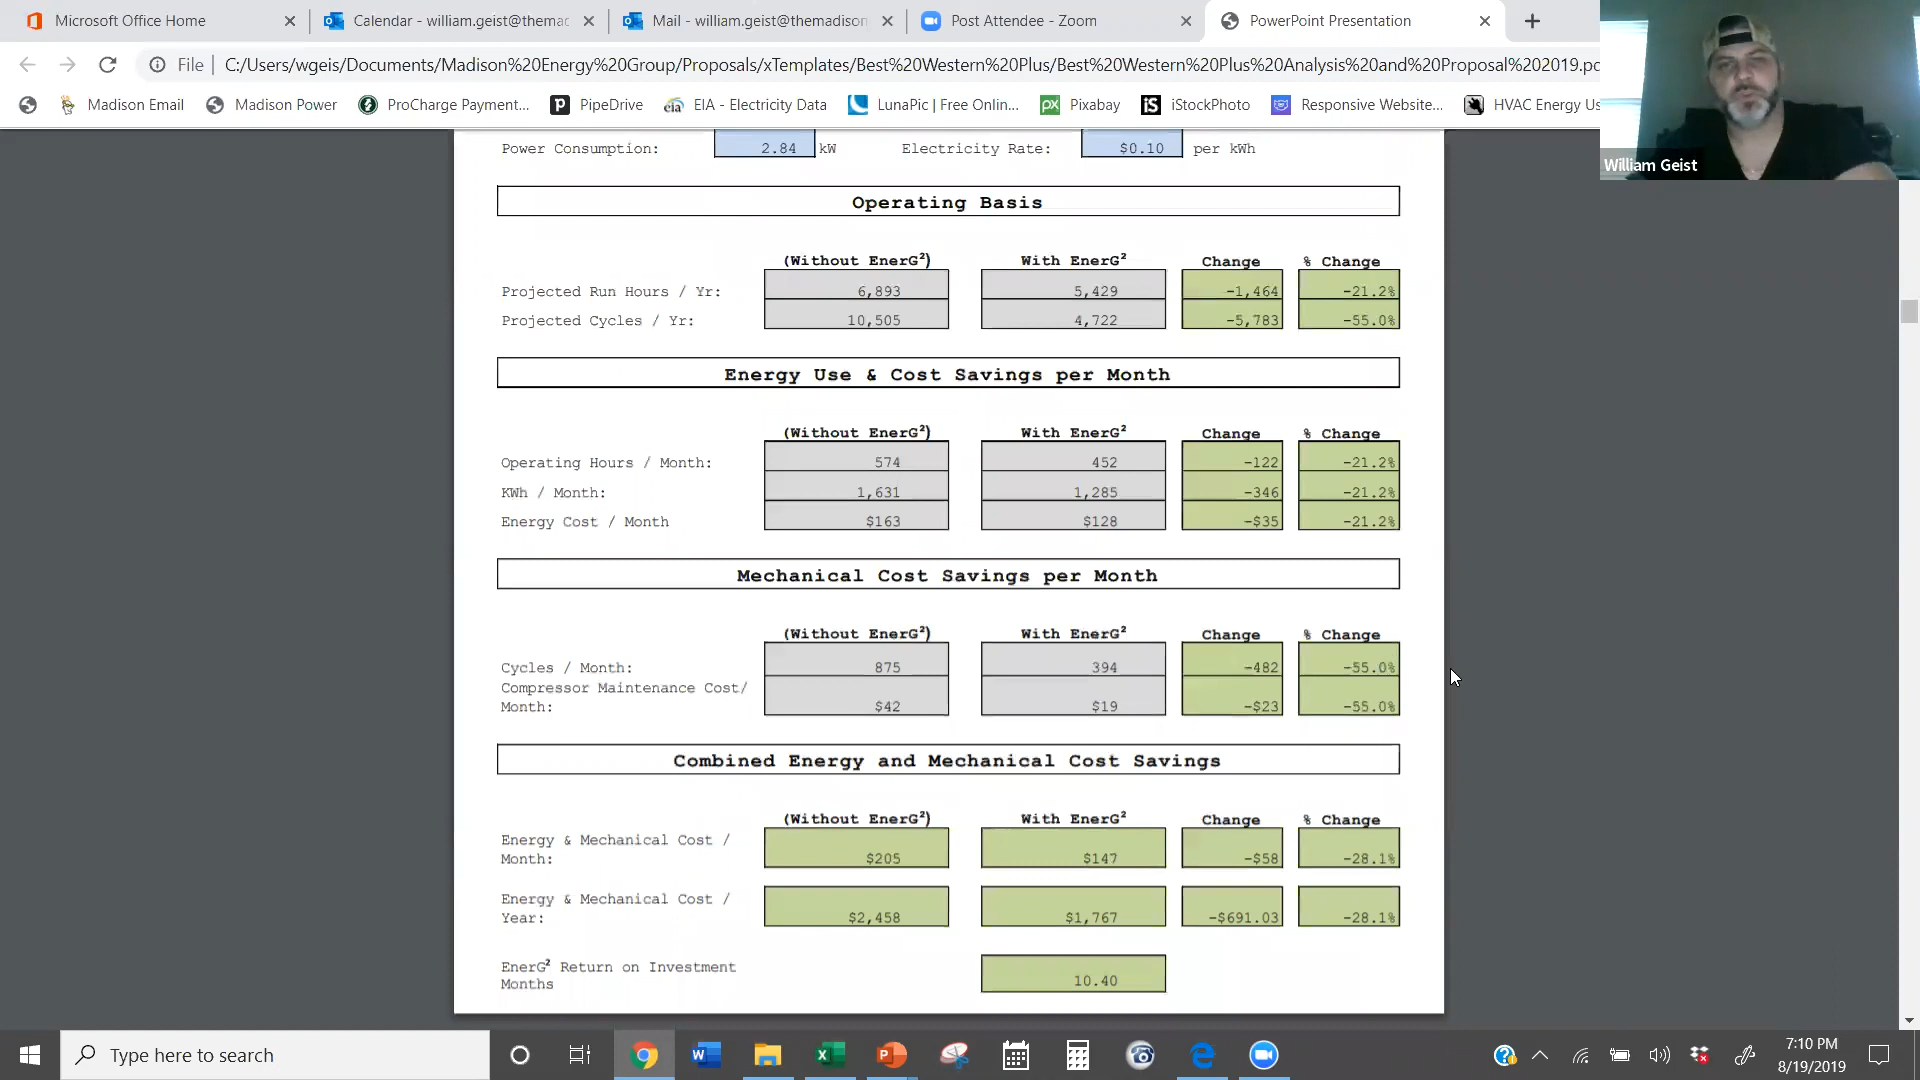 Microsoft Office Home
Calendar - william.geist@themad
Mail - william.geist@themadison
Post Attendee - Zoom
PowerPoint Presentation
File
C:/Users/wgeis/Documents/Madison%20Energy%20Group/Proposals/xTemplates/Best%20Western%20Plus/Best%20Western%20Plus%20Analysis%20and%20Proposal%202019.pd
Madison Email
Madison Power
ProCharge Payment...
PipeDrive
eia EIA - Electricity Data
LunaPic | Free Onlin...
px Pixabay
iS iStockPhoto
Responsive Website...
HVAC Energy Us
William Geist
Power Consumption: 2.84 kW Electricity Rate: $0.10 per kWh
Operating Basis
(Without EnerG²) With EnerG² Change % Change
Projected Run Hours / Yr: 6,893 5,429 -1,464 -21.2%
Projected Cycles / Yr: 10,505 4,722 -5,783 -55.0%
Energy Use & Cost Savings per Month
(Without EnerG²) With EnerG² Change % Change
Operating Hours / Month: 574 452 -122 -21.2%
KWh / Month: 1,631 1,285 -346 -21.2%
Energy Cost / Month $163 $128 -$35 -21.2%
Mechanical Cost Savings per Month
(Without EnerG²) With EnerG² Change % Change
Cycles / Month: 875 394 -482 -55.0%
Compressor Maintenance Cost/
Month: $42 $19 -$23 -55.0%
Combined Energy and Mechanical Cost Savings
(Without EnerG²) With EnerG² Change % Change
Energy & Mechanical Cost /
Month: $205 $147 -$58 -28.1%
Energy & Mechanical Cost /
Year: $2,458 $1,767 -$691.03 -28.1%
EnerG² Return on Investment
Months 10.40
Type here to search
7:10 PM
8/19/2019